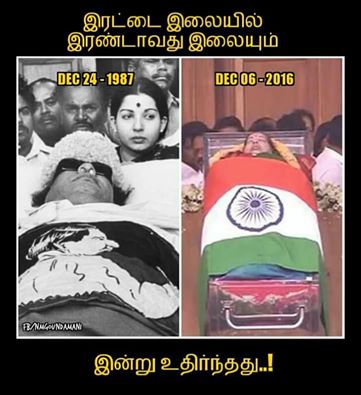 இரட்டை இலையில்
இரண்டாவது இலையும்
DEC 24 - 1987
DEC 06 - 2016
FB/NMGOUNDAMANI
இன்று உதிர்ந்தது..!